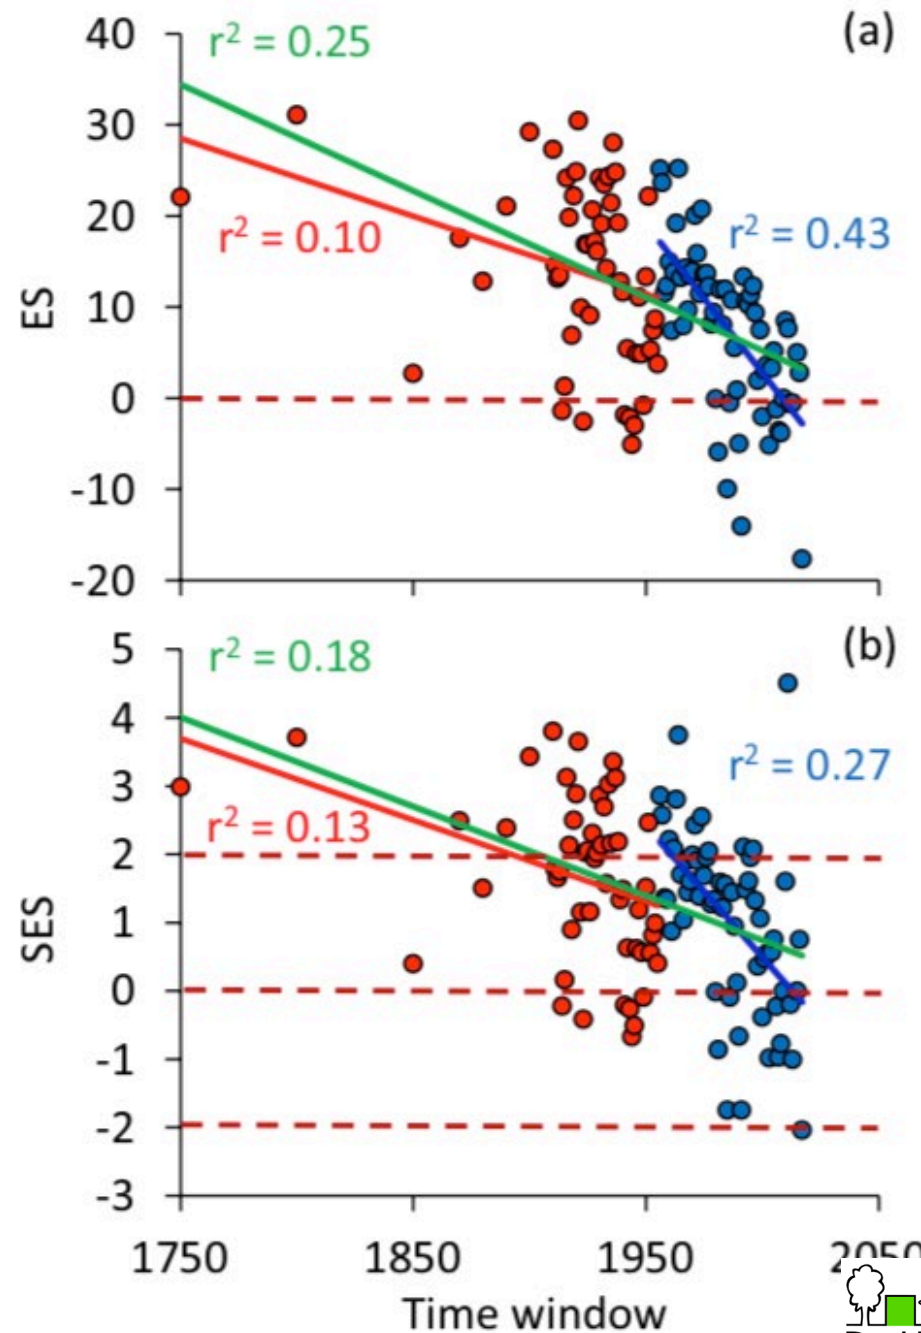 (a)
r² = 0.25
r² = 0.10
r² = 0.43
ES
40
30
20
10
0
-10
-20
(b)
r² = 0.18
r² = 0.13
r² = 0.27
SES
5
4
3
2
1
0
-1
-2
-3
1750 1850 1950 2050
Time window